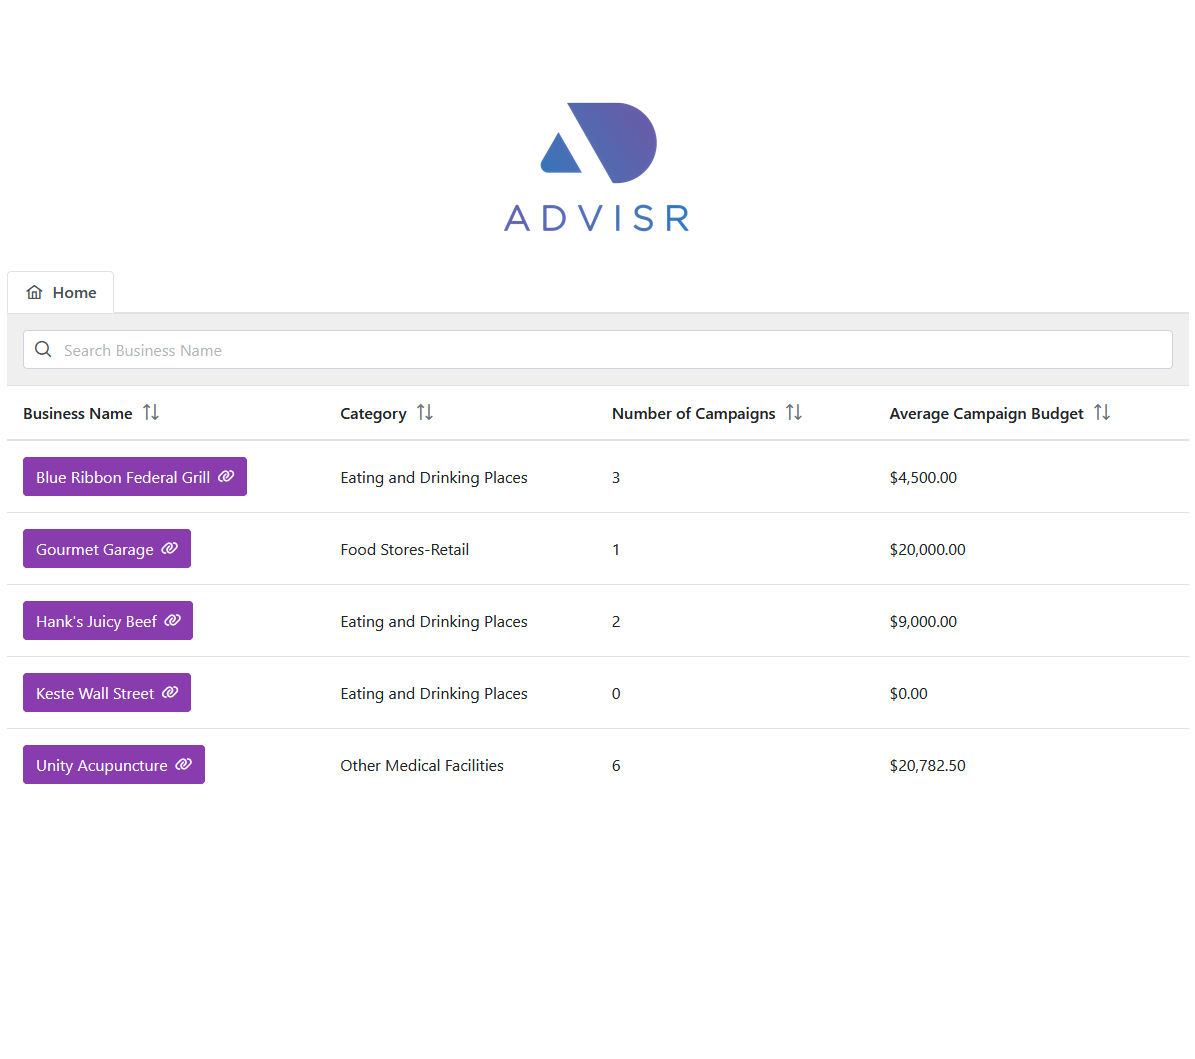 ADVISR
Home
Search Business Name
Business Name Category Number of Campaigns Average Campaign Budget
Blue Ribbon Federal Grill Eating and Drinking Places 3 $4,500.00
Gourmet Garage Food Stores-Retail 1 $20,000.00
Hank's Juicy Beef Eating and Drinking Places 2 $9,000.00
Keste Wall Street Eating and Drinking Places 0 $0.00
Unity Acupuncture Other Medical Facilities 6 $20,782.50